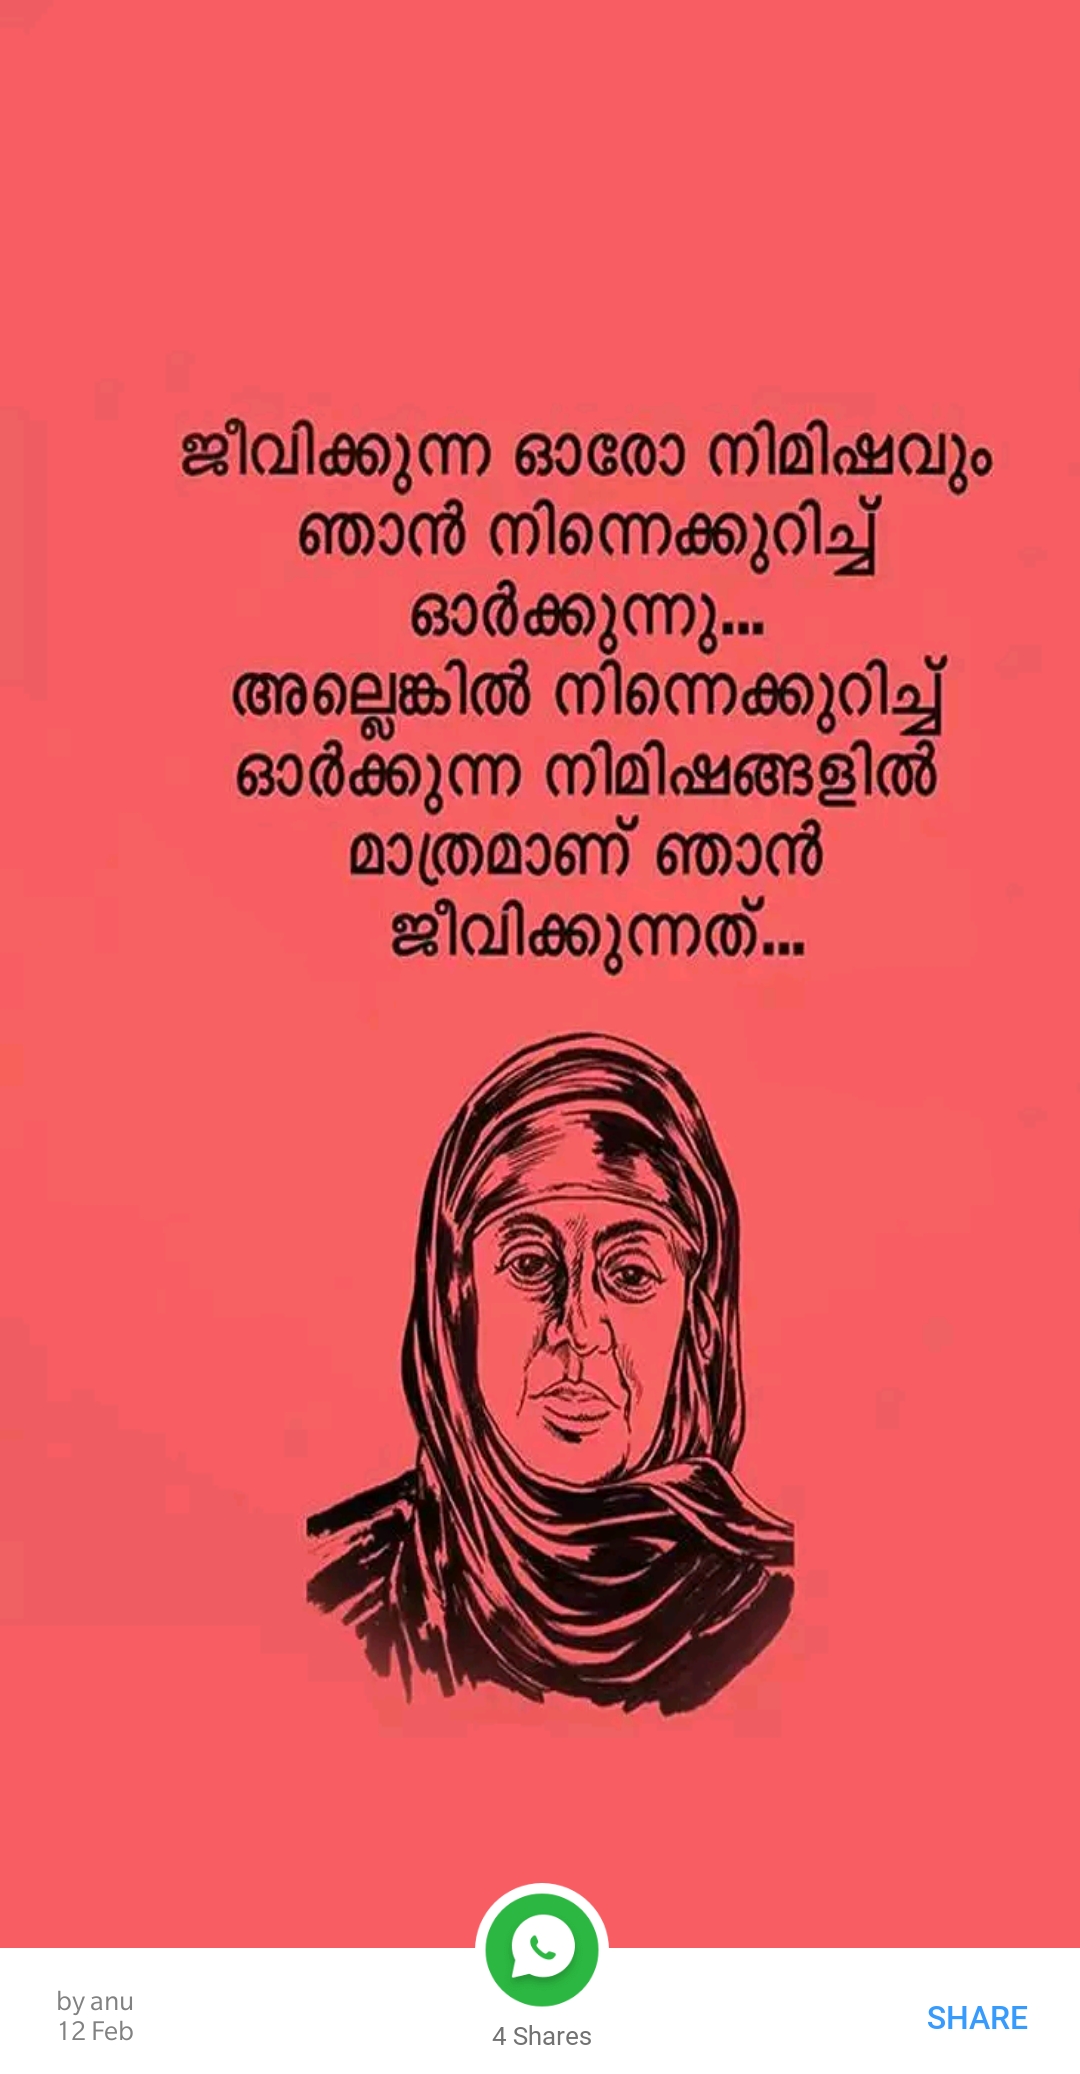 ജീവിക്കുന്ന ഓരോ നിമിഷവും
ഞാൻ നിന്നെക്കുറിച്ച്
ഓർക്കുന്നു...
അല്ലെങ്കിൽ നിന്നെക്കുറിച്ച്
ഓർക്കുന്ന നിമിഷങ്ങളിൽ
മാത്രമാണ് ഞാൻ
ജീവിക്കുന്നത്...
by anu
12 Feb
4 Shares
SHARE